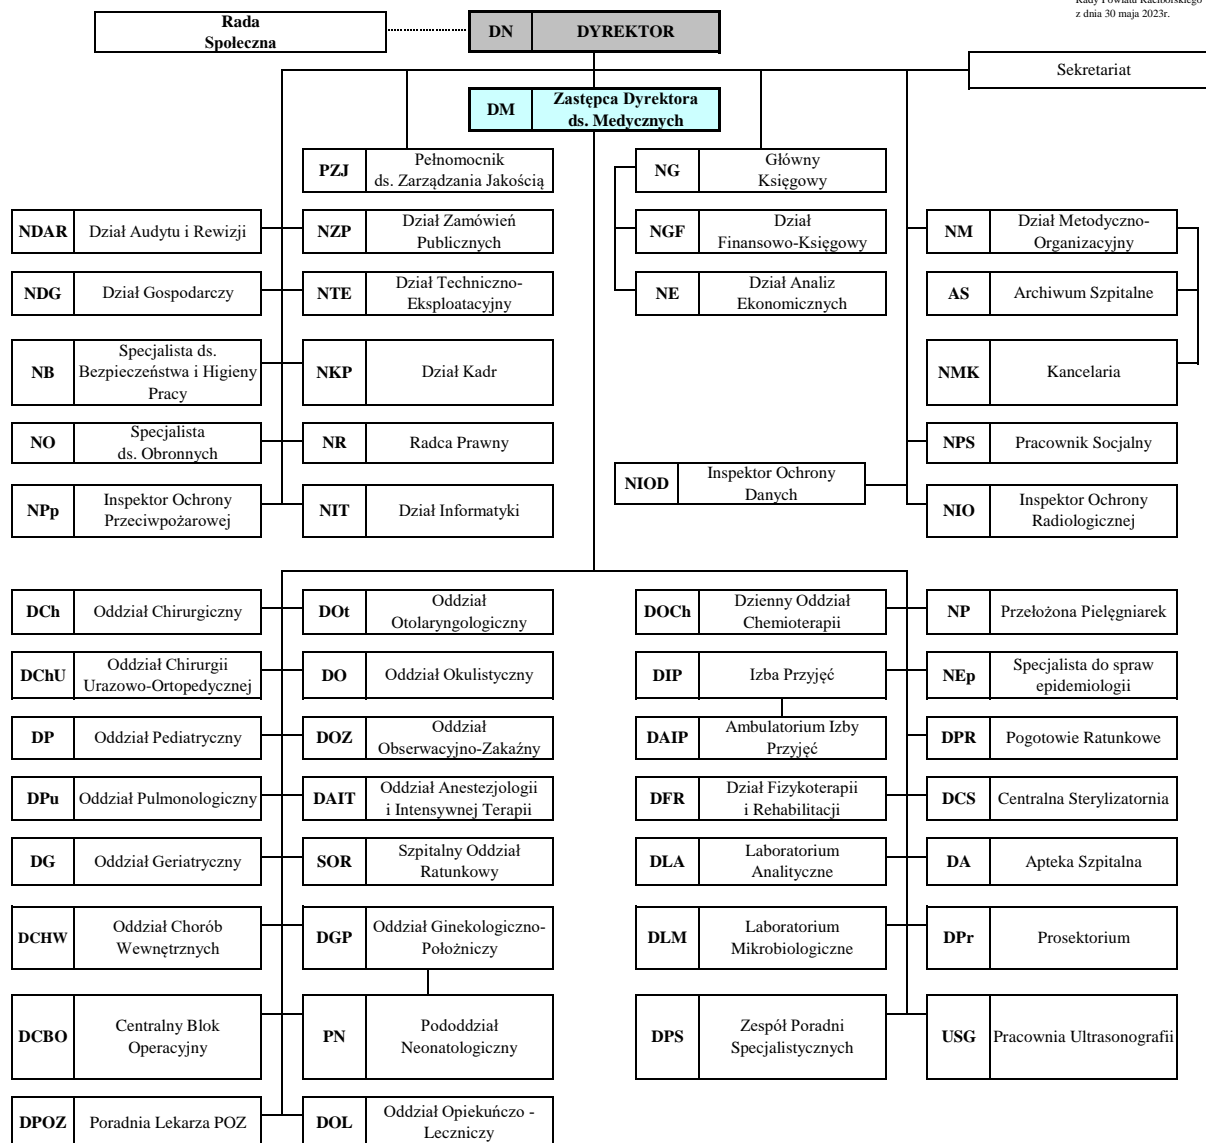 Rady Powiatu Raciborskiego
z dnia 30 maja 2023r.
Rada
Społeczna
DN DYREKTOR
Sekretariat
DM Zastępca Dyrektora
ds. Medycznych
PZJ Pełnomocnik
ds. Zarządzania Jakością
NG Główny
Księgowy
NDAR Dział Audytu i Rewizji
NZP Dział Zamówień
Publicznych
NGF Dział
Finansowo-Księgowy
NM Dział Metodyczno-
Organizacyjny
NDG Dział Gospodarczy
NTE Dział Techniczno-
Eksploatacyjny
NE Dział Analiz
Ekonomicznych
AS Archiwum Szpitalne
NB Specjalista ds.
Bezpieczeństwa i Higieny
Pracy
NKP Dział Kadr
NMK Kancelaria
NO Specjalista
ds. Obronnych
NR Radca Prawny
NPS Pracownik Socjalny
NIOD Inspektor Ochrony
Danych
NPp Inspektor Ochrony
Przeciwpożarowej
NIT Dział Informatyki
NIO Inspektor Ochrony
Radiologicznej
DCh Oddział Chirurgiczny
DOt Oddział
Otolaryngologiczny
DOCh Dzienny Oddział
Chemioterapii
NP Przełożona Pielęgniarek
DChU Oddział Chirurgii
Urazowo-Ortopedycznej
DO Oddział Okulistyczny
DIP Izba Przyjęć
NEp Specjalista do spraw
epidemiologii
DP Oddział Pediatryczny
DOZ Oddział
Obserwacyjno-Zakaźny
DAIP Ambulatorium Izby
Przyjęć
DPR Pogotowie Ratunkowe
DPu Oddział Pulmonologiczny
DAIT Oddział Anestezjologii
i Intensywnej Terapii
DFR Dział Fizykoterapii
i Rehabilitacji
DCS Centralna Sterylizatornia
DG Oddział Geriatryczny
SOR Szpitalny Oddział
Ratunkowy
DLA Laboratorium
Analityczne
DA Apteka Szpitalna
DCHW Oddział Chorób
Wewnętrznych
DGP Oddział Ginekologiczno-
Położniczy
DLM Laboratorium
Mikrobiologiczne
DPr Prosektorium
DCBO Centralny Blok
Operacyjny
PN Pododdział
Neonatologiczny
DPS Zespół Poradni
Specjalistycznych
USG Pracownia Ultrasonografii
DPOZ Poradnia Lekarza POZ
DOL Oddział Opiekuńczo -
Leczniczy